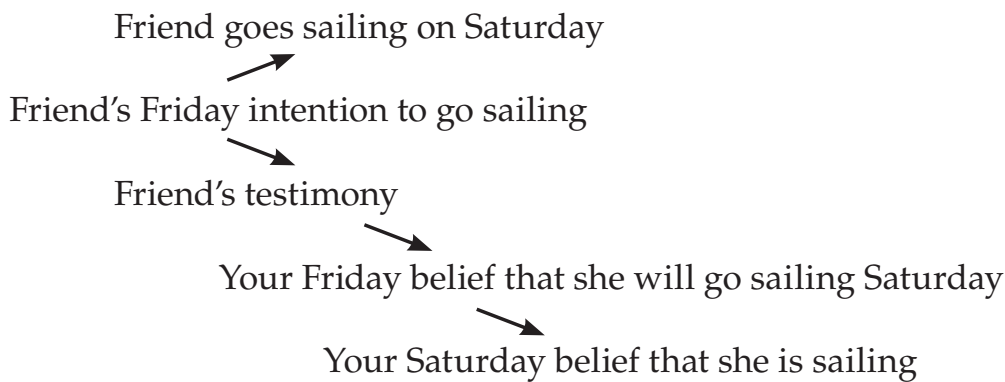 Friend goes sailing on Saturday
Friend's Friday intention to go sailing
Friend's testimony
Your Friday belief that she will go sailing Saturday
Your Saturday belief that she is sailing